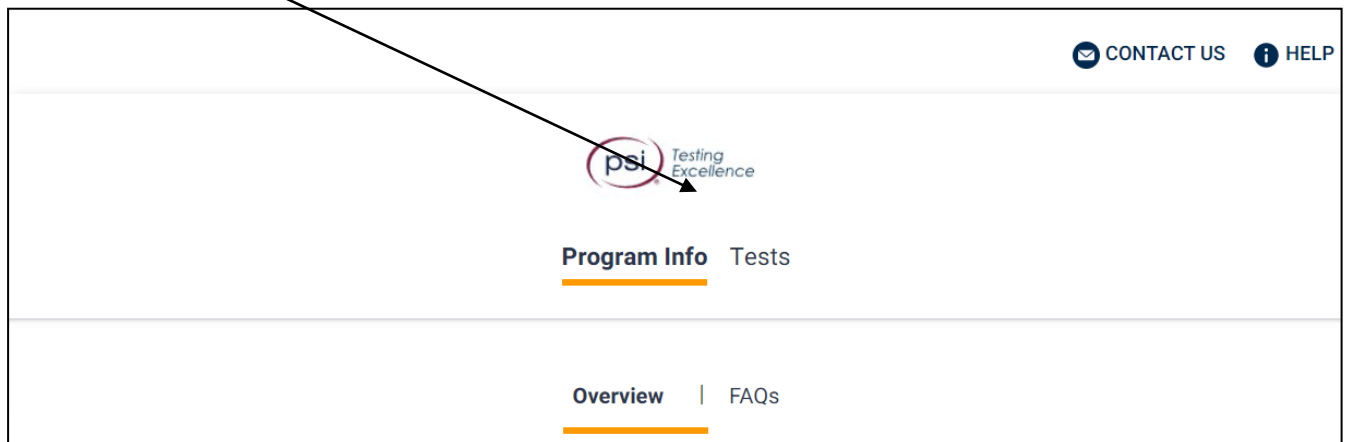 CONTACT US HELP
psi Testing
Excellence
®
Program Info Tests
Overview | FAQs